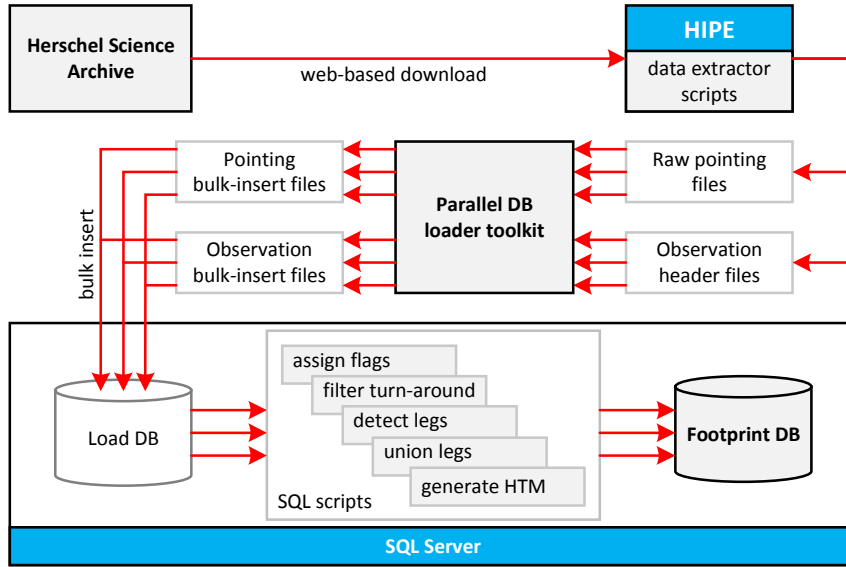 Herschel Science
Archive
web-based download
HIPE
data extractor
scripts
Pointing
bulk-insert files
Parallel DB
loader toolkit
Raw pointing
files
Observation
bulk-insert files
Observation
header files
bulk insert
Load DB
assign flags
filter turn-around
detect legs
union legs
generate HTM
SQL scripts
Footprint DB
SQL Server